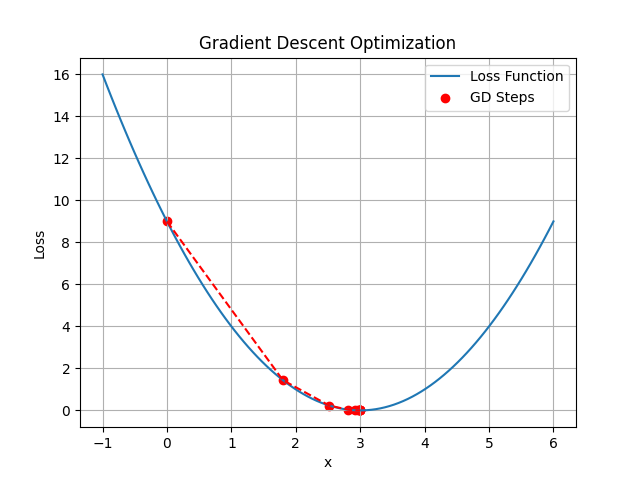 Gradient Descent Optimization
Loss Function
GD Steps
16
14
12
10
8
6
4
2
0
Loss
−1 0 1 2 3 4 5 6
x